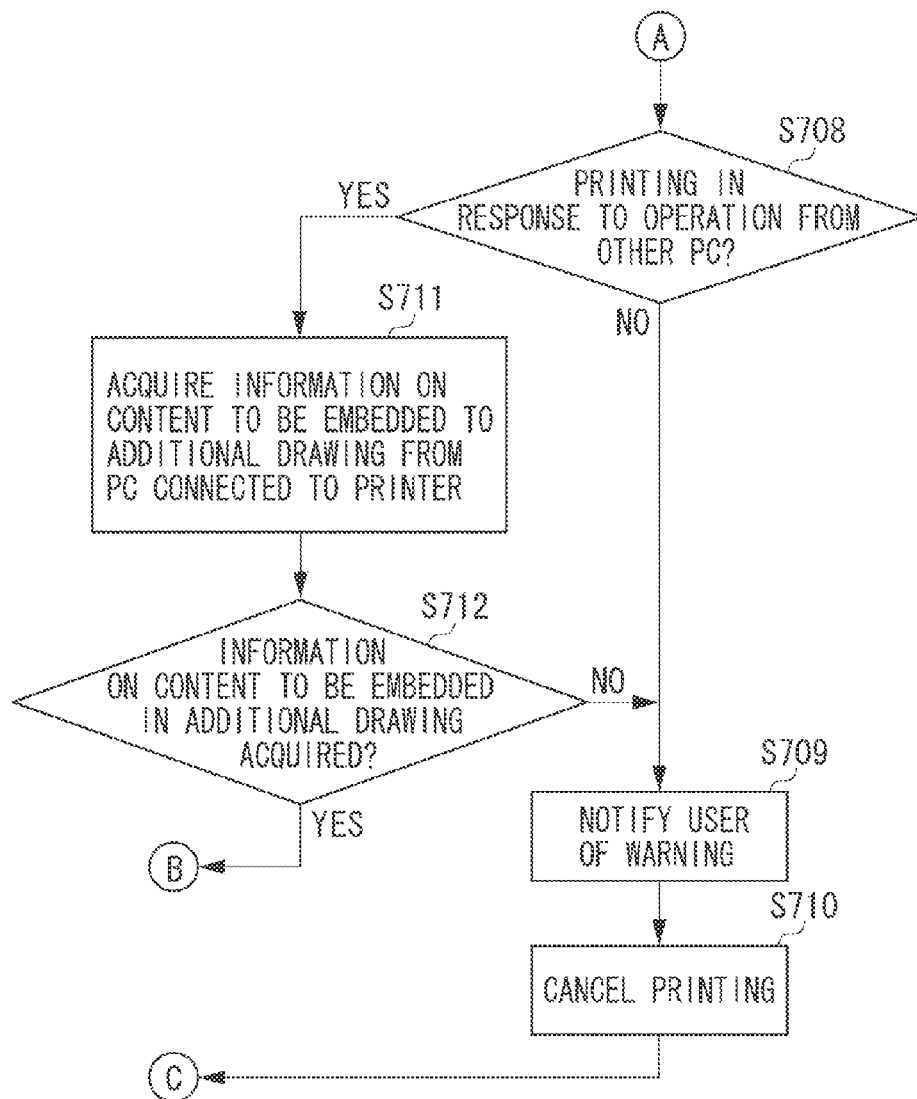 A
S708
PRINTING IN
RESPONSE TO OPERATION FROM
OTHER PC?
YES
NO
S711
ACQUIRE INFORMATION ON
CONTENT TO BE EMBEDDED TO
ADDITIONAL DRAWING FROM
PC CONNECTED TO PRINTER
S712
INFORMATION
ON CONTENT TO BE EMBEDDED
IN ADDITIONAL DRAWING
ACQUIRED?
NO
YES
B
S709
NOTIFY USER
OF WARNING
S710
CANCEL PRINTING
C